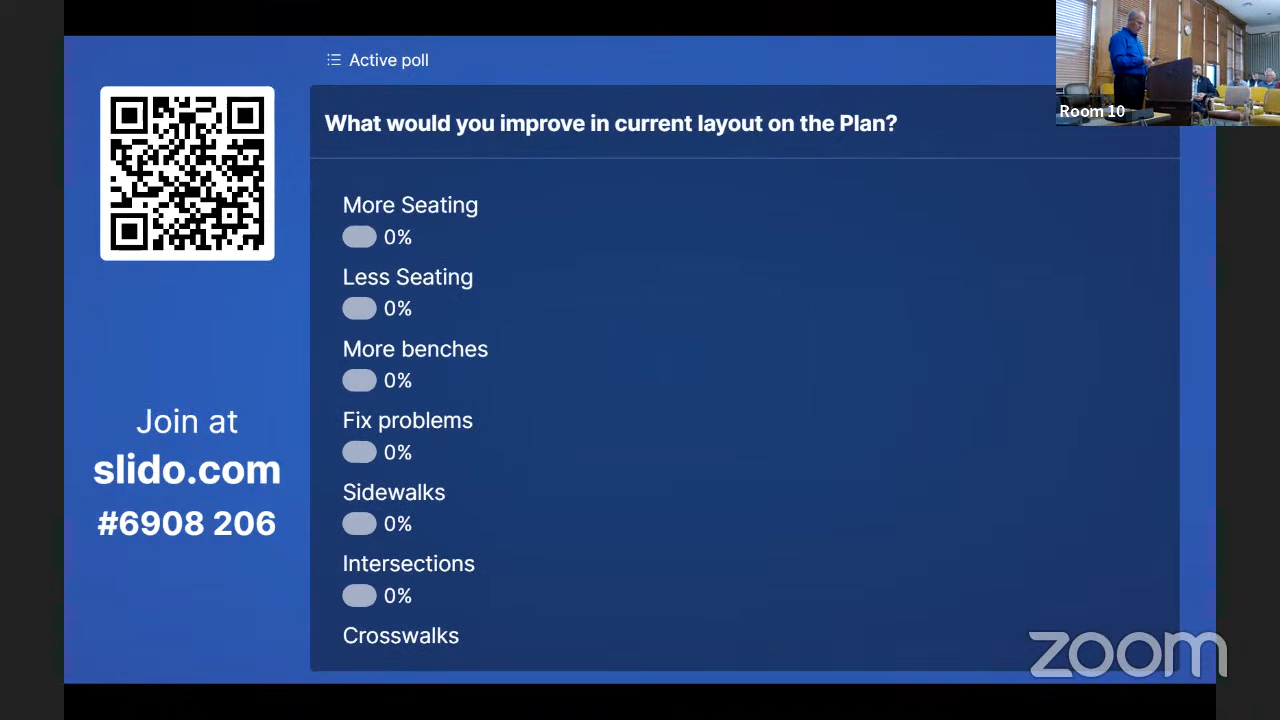 Active poll
What would you improve in current layout on the Plan?
Room 10
More Seating
0%
Less Seating
0%
More benches
0%
Fix problems
0%
Sidewalks
0%
Intersections
0%
Crosswalks
Join at
slido.com
#6908 206
zoom